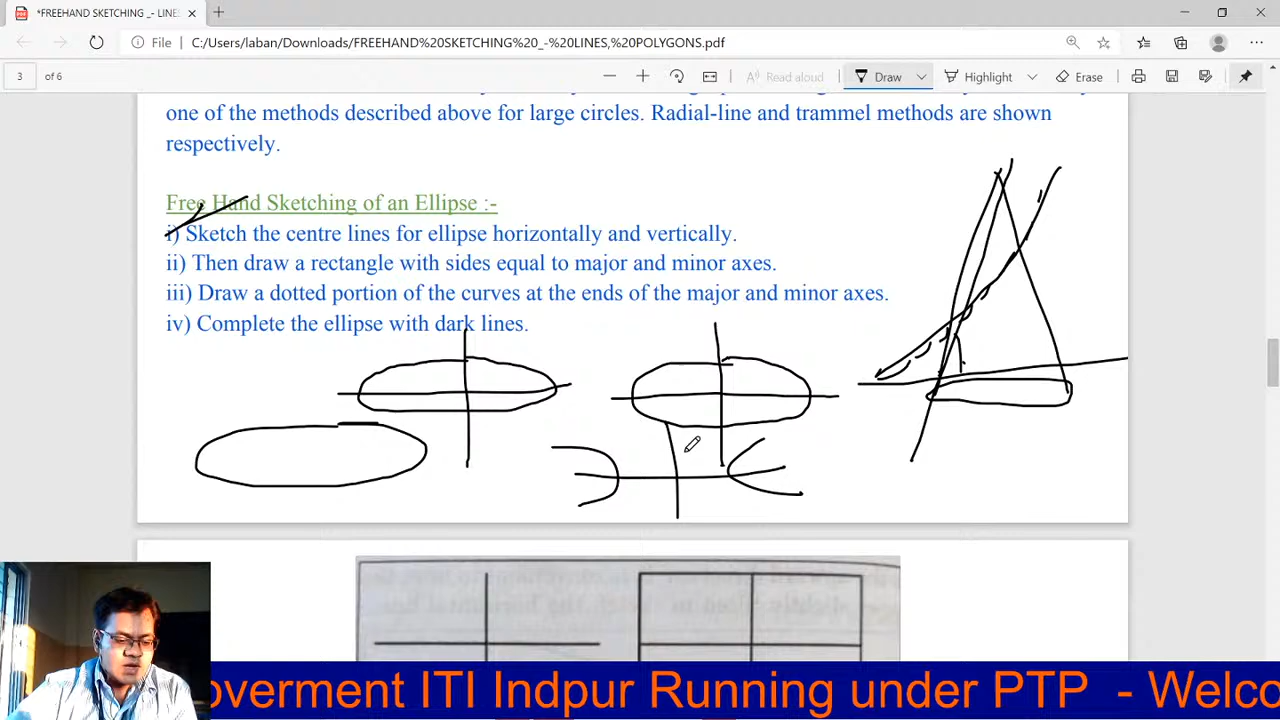 *FREEHAND SKETCHING _- LINES
File C:/Users/laban/Downloads/FREEHAND%20SKETCHING%20_-%20LINES,%20POLYGONS.pdf
3 of 6 Read aloud Draw Highlight Erase
one of the methods described above for large circles. Radial-line and trammel methods are shown
respectively.
Free Hand Sketching of an Ellipse :-
i) Sketch the centre lines for ellipse horizontally and vertically.
ii) Then draw a rectangle with sides equal to major and minor axes.
iii) Draw a dotted portion of the curves at the ends of the major and minor axes.
iv) Complete the ellipse with dark lines.
overment ITI Indpur Running under PTP - Welco